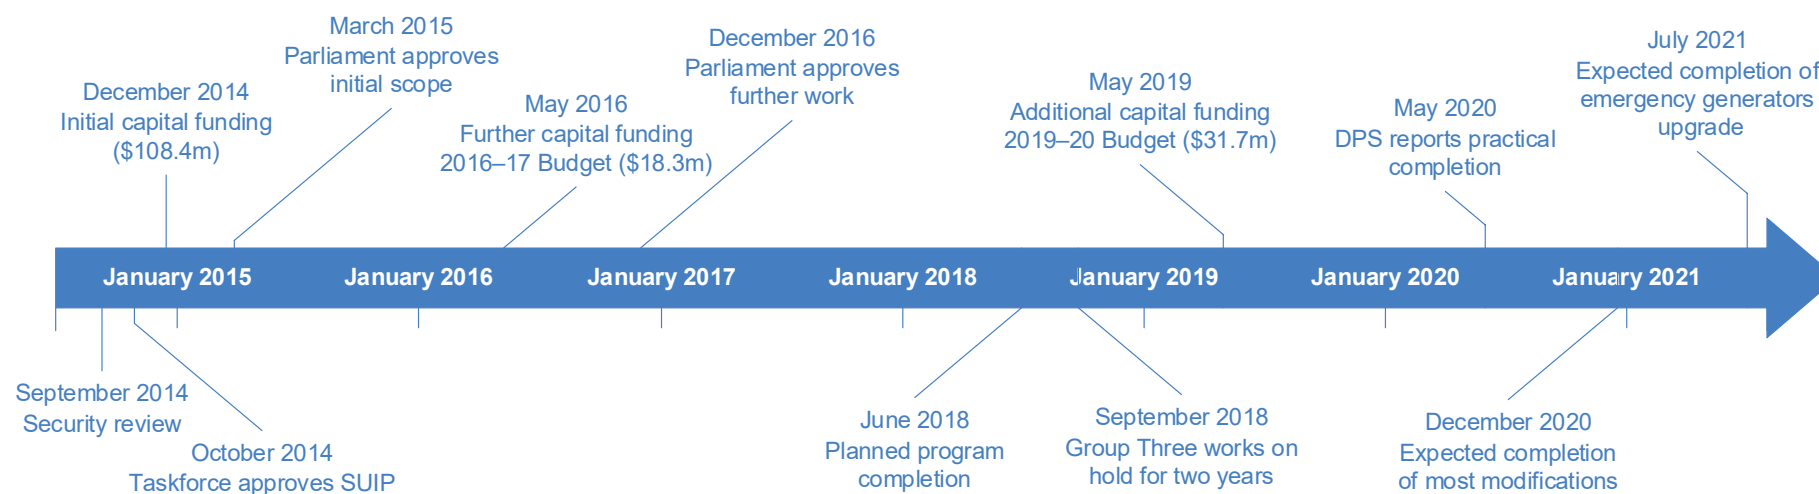 March 2015
Parliament approves
initial scope
December 2016
Parliament approves
further work
July 2021
Expected completion of
emergency generators
upgrade
December 2014
Initial capital funding
($108.4m)
May 2016
Further capital funding
2016–17 Budget ($18.3m)
May 2019
Additional capital funding
2019–20 Budget ($31.7m)
May 2020
DPS reports practical
completion
January 2015
January 2016
January 2017
January 2018
January 2019
January 2020
January 2021
September 2014
Security review
October 2014
Taskforce approves SUIP
June 2018
Planned program
completion
September 2018
Group Three works on
hold for two years
December 2020
Expected completion
of most modifications